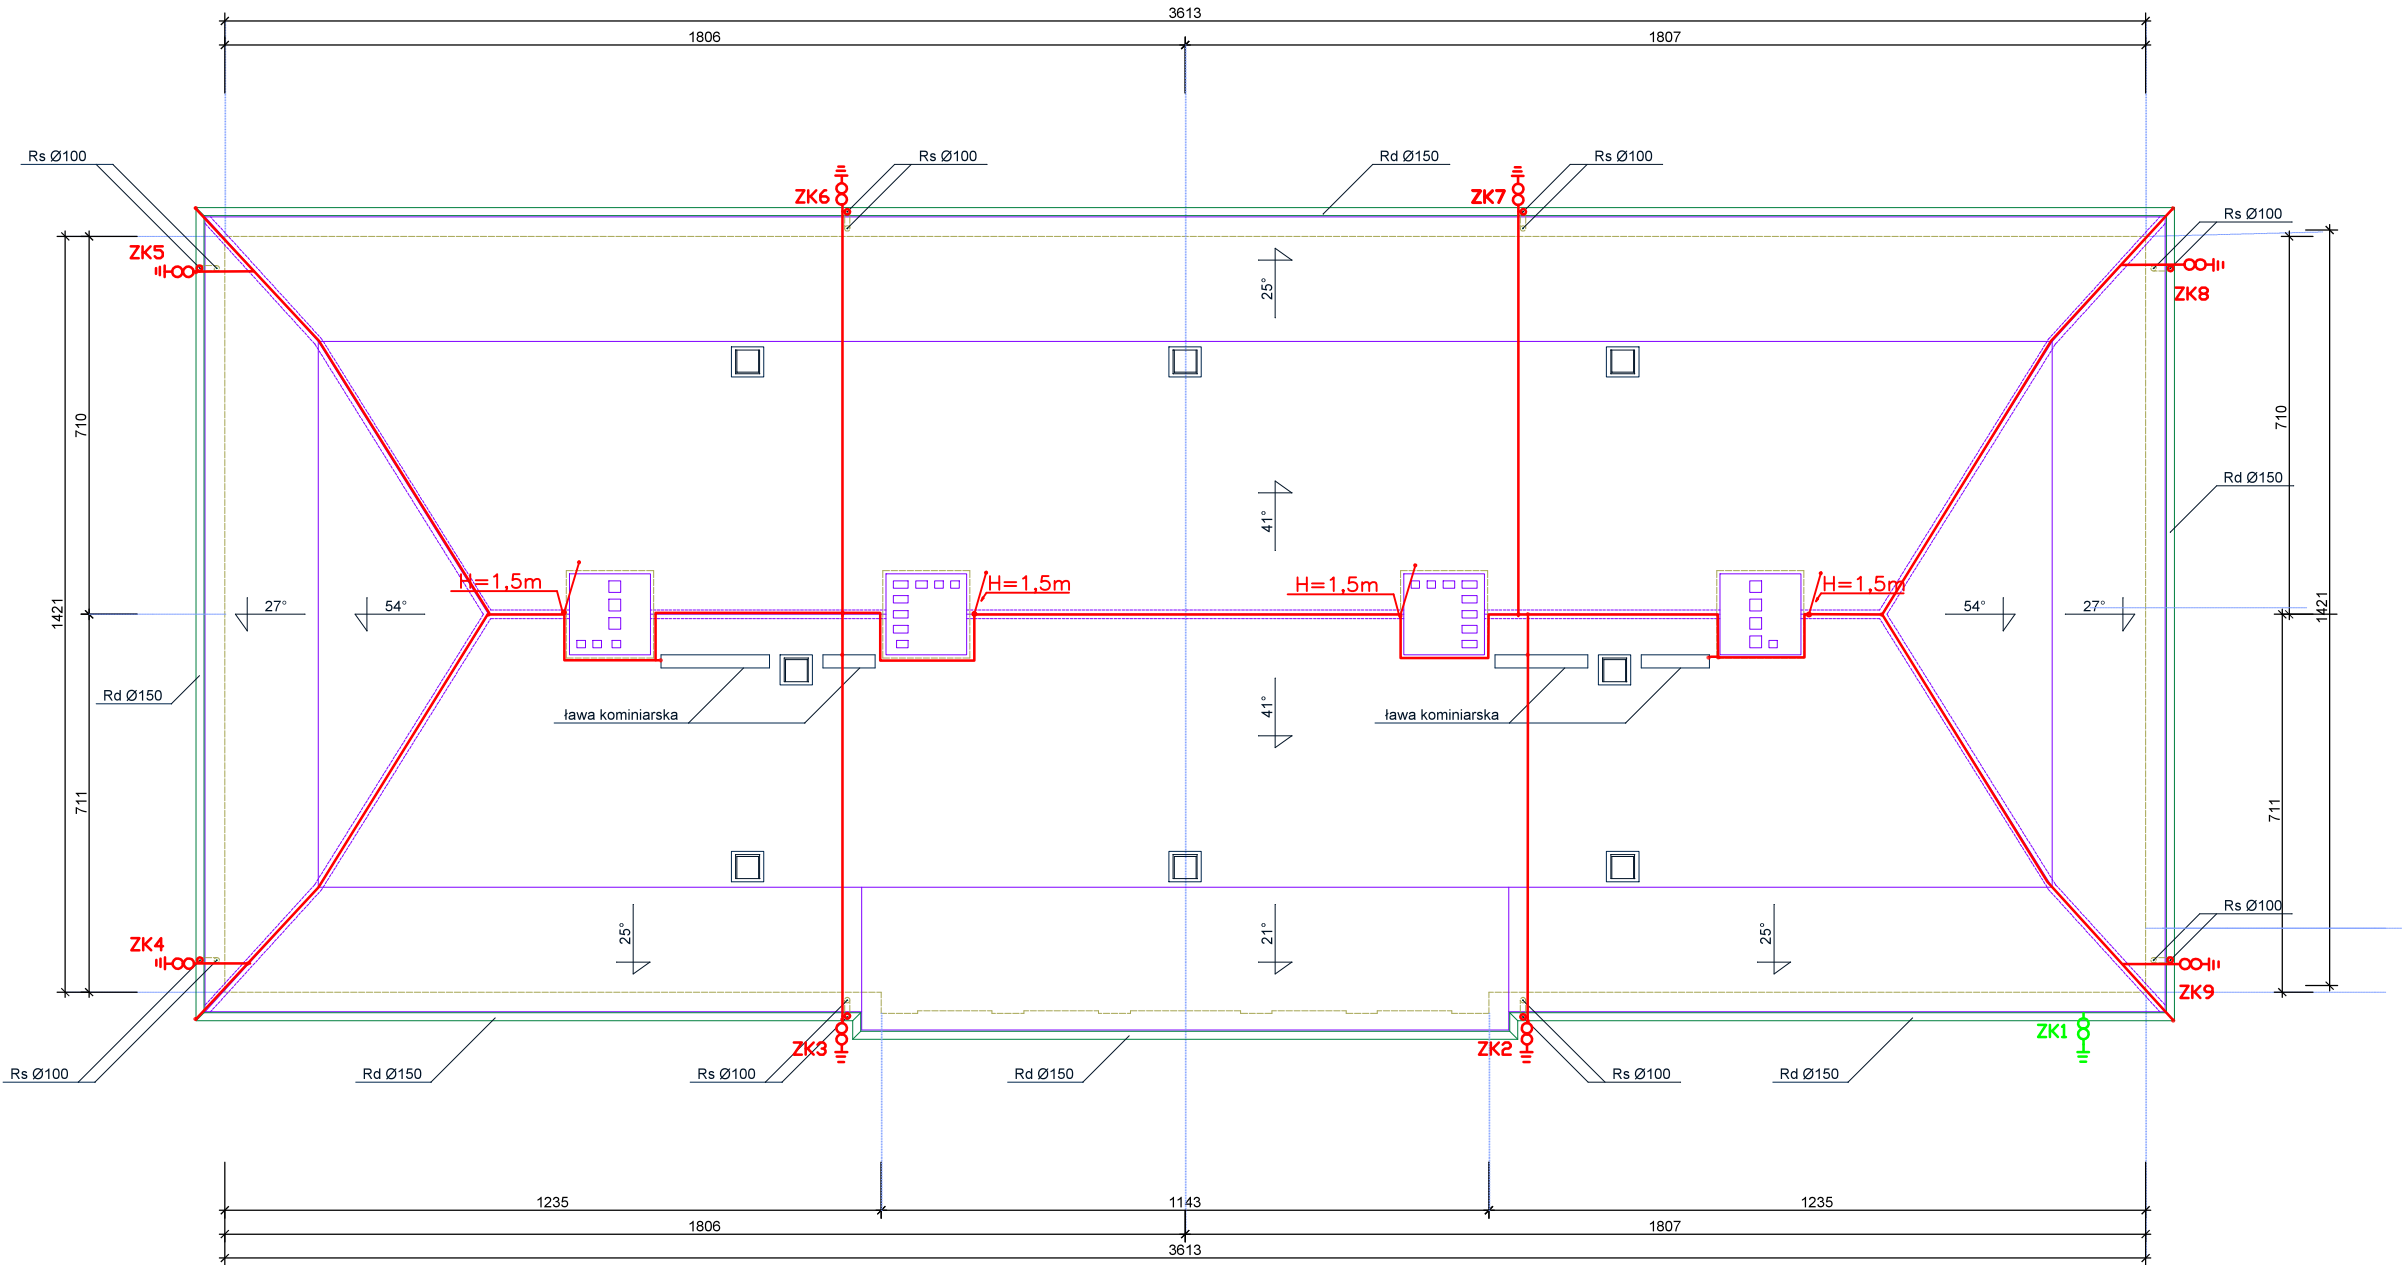 3613
1806
1807
Rs Ø100
Rs Ø100
Rd Ø150
Rs Ø100
ZK6
ZK7
Rs Ø100
ZK5
ZK8
25°
710
710
Rd Ø150
41°
H=1,5m
H=1,5m
H=1,5m
H=1,5m
1421
27°
54°
54°
27°
1421
Rd Ø150
41°
ława kominiarska
ława kominiarska
711
711
Rs Ø100
25°
21°
25°
ZK4
ZK9
ZK3
ZK2
ZK1
Rs Ø100
Rd Ø150
Rs Ø100
Rd Ø150
Rs Ø100
Rd Ø150
1235
1143
1235
1806
1807
3613